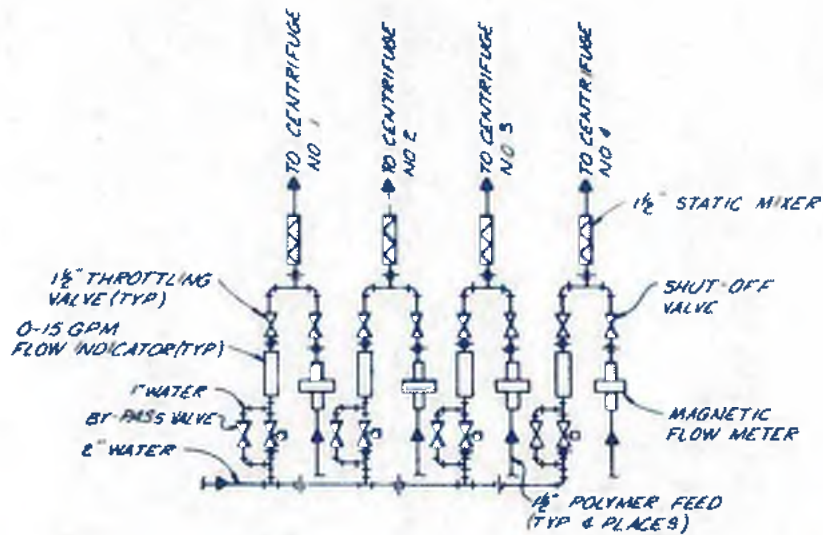 TO CENTRIFUGE
NO 1
TO CENTRIFUGE
NO 2
TO CENTRIFUGE
NO 3
TO CENTRIFUGE
NO 4
1½" STATIC MIXER
1½" THROTTLING
VALVE (TYP)
SHUT-OFF
VALVE
0-15 GPM
FLOW INDICATOR (TYP)
1" WATER
BY-PASS VALVE
MAGNETIC
FLOW METER
2" WATER
1½" POLYMER FEED
(TYP 4 PLACES)